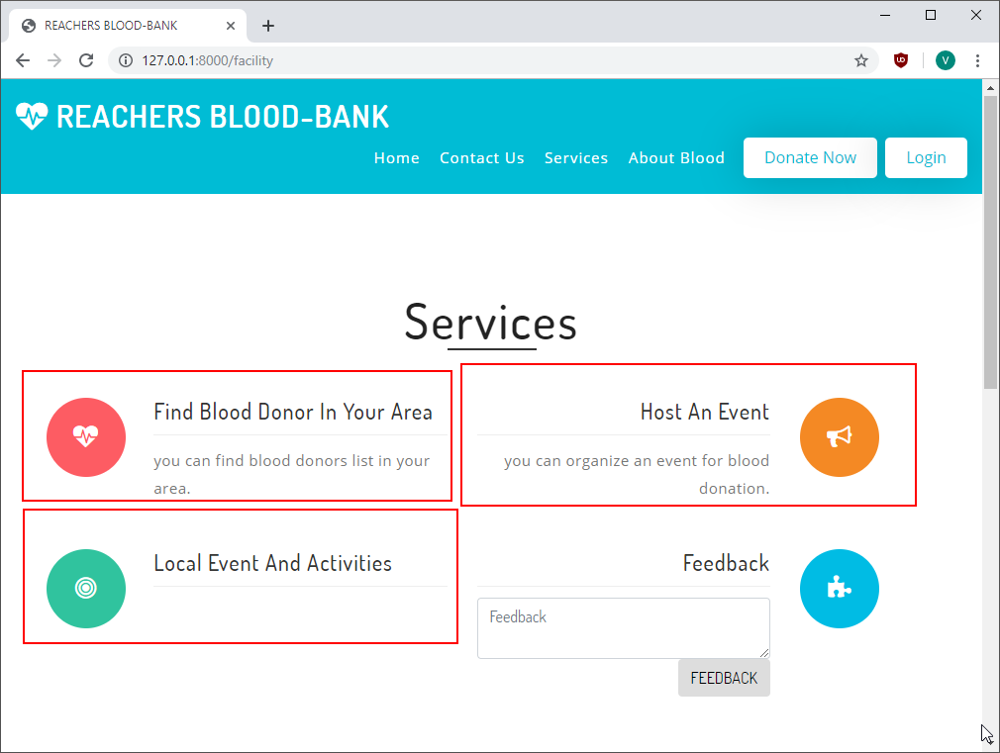 REACHERS BLOOD-BANK
127.0.0.1:8000/facility
V
REACHERS BLOOD-BANK
Home Contact Us Services About Blood Donate Now Login
Services
Find Blood Donor In Your Area
you can find blood donors list in your
area.
Host An Event
you can organize an event for blood
donation.
Local Event And Activities
Feedback
Feedback
FEEDBACK